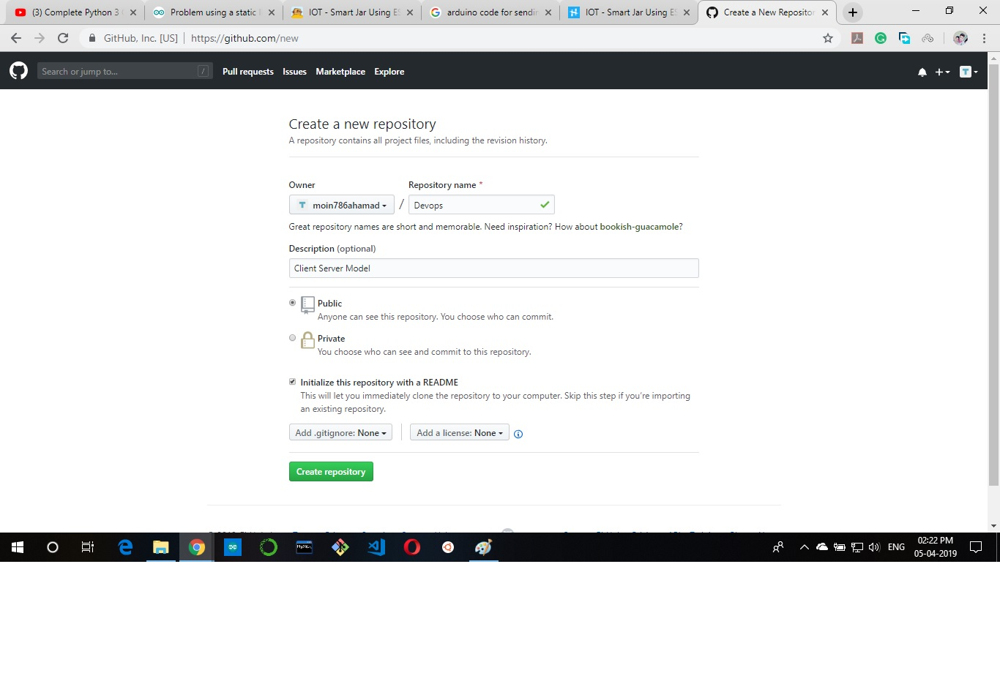 (3) Complete Python 3
Problem using a static
IOT - Smart Jar Using ES
arduino code for sendin
IOT - Smart Jar Using ES
Create a New Repositor
GitHub, Inc. [US]
https://github.com/new
Search or jump to...
/
Pull requests
Issues
Marketplace
Explore
T
Create a new repository
A repository contains all project files, including the revision history.
Owner
Repository name *
T moin786ahamad
/
Devops
Great repository names are short and memorable. Need inspiration? How about bookish-guacamole?
Description (optional)
Client Server Model
Public
Anyone can see this repository. You choose who can commit.
Private
You choose who can see and commit to this repository.
Initialize this repository with a README
This will let you immediately clone the repository to your computer. Skip this step if you're importing
an existing repository.
Add .gitignore: None
Add a license: None
Create repository
MySQL
ENG
02:22 PM
05-04-2019